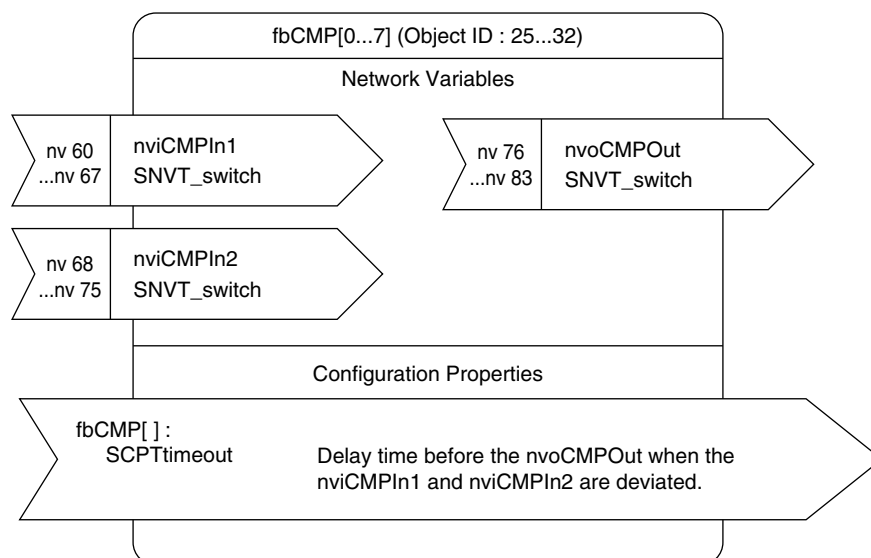 fbCMP[0...7] (Object ID : 25...32)
Network Variables
nv 60
...nv 67
nviCMPIn1
SNVT_switch
nv 76
...nv 83
nvoCMPOut
SNVT_switch
nv 68
...nv 75
nviCMPIn2
SNVT_switch
Configuration Properties
fbCMP[ ] :
SCPTtimeout
Delay time before the nvoCMPOut when the
nviCMPIn1 and nviCMPIn2 are deviated.